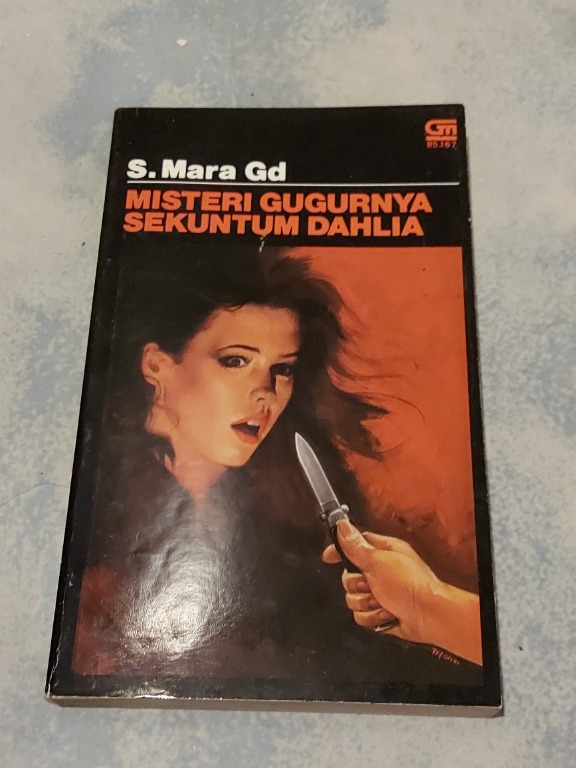 Gm
85.167
S. Mara Gd
MISTERI GUGURNYA
SEKUNTUM DAHLIA